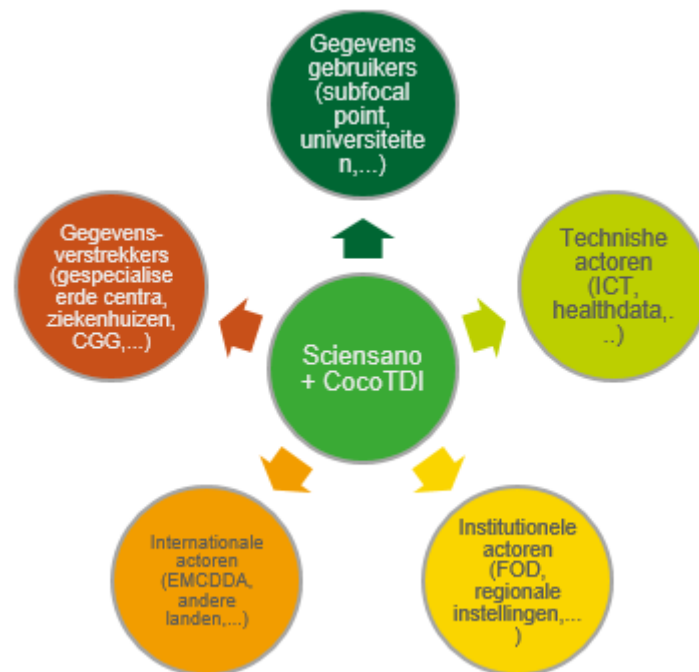 Gegevens
gebruikers
(subfocal
point,
universiteite
n,...)
Gegevens-
verstrekkers
(gespecialise
erde centra,
ziekenhuizen,
CGG,...)
Technishe
actoren
(ICT,
healthdata,.
..)
Sciensano
+ CocoTDI
Internationale
actoren
(EMCDDA,
andere
landen,...)
Institutionele
actoren
(FOD,
regionale
instellingen,...
)